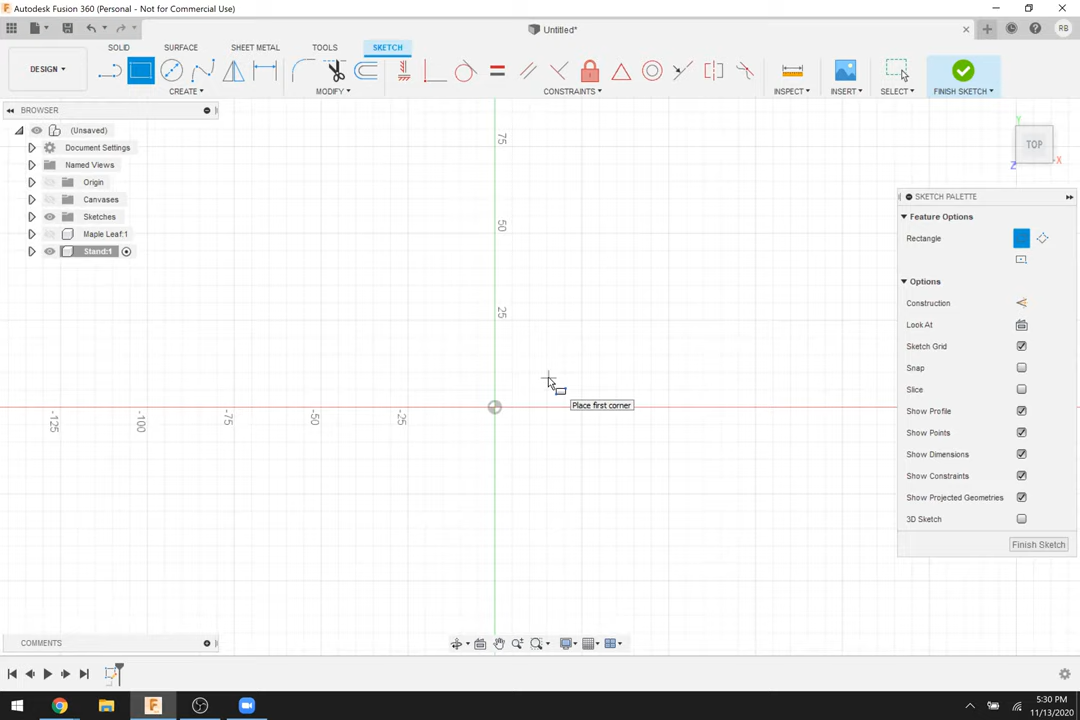 Autodesk Fusion 360 (Personal - Not for Commercial Use)
Untitled*
RB
DESIGN
SOLID
SURFACE
SHEET METAL
TOOLS
SKETCH
CREATE
MODIFY
CONSTRAINTS
INSPECT
INSERT
SELECT
FINISH SKETCH
BROWSER
(Unsaved)
Document Settings
Named Views
Origin
Canvases
Sketches
Maple Leaf:1
Stand:1
75
50
25
-125
-100
-75
-50
-25
Place first corner
Y
TOP
X
Z
SKETCH PALETTE
Feature Options
Rectangle
Options
Construction
Look At
Sketch Grid
Snap
Slice
Show Profile
Show Points
Show Dimensions
Show Constraints
Show Projected Geometries
3D Sketch
Finish Sketch
COMMENTS
5:30 PM
11/13/2020